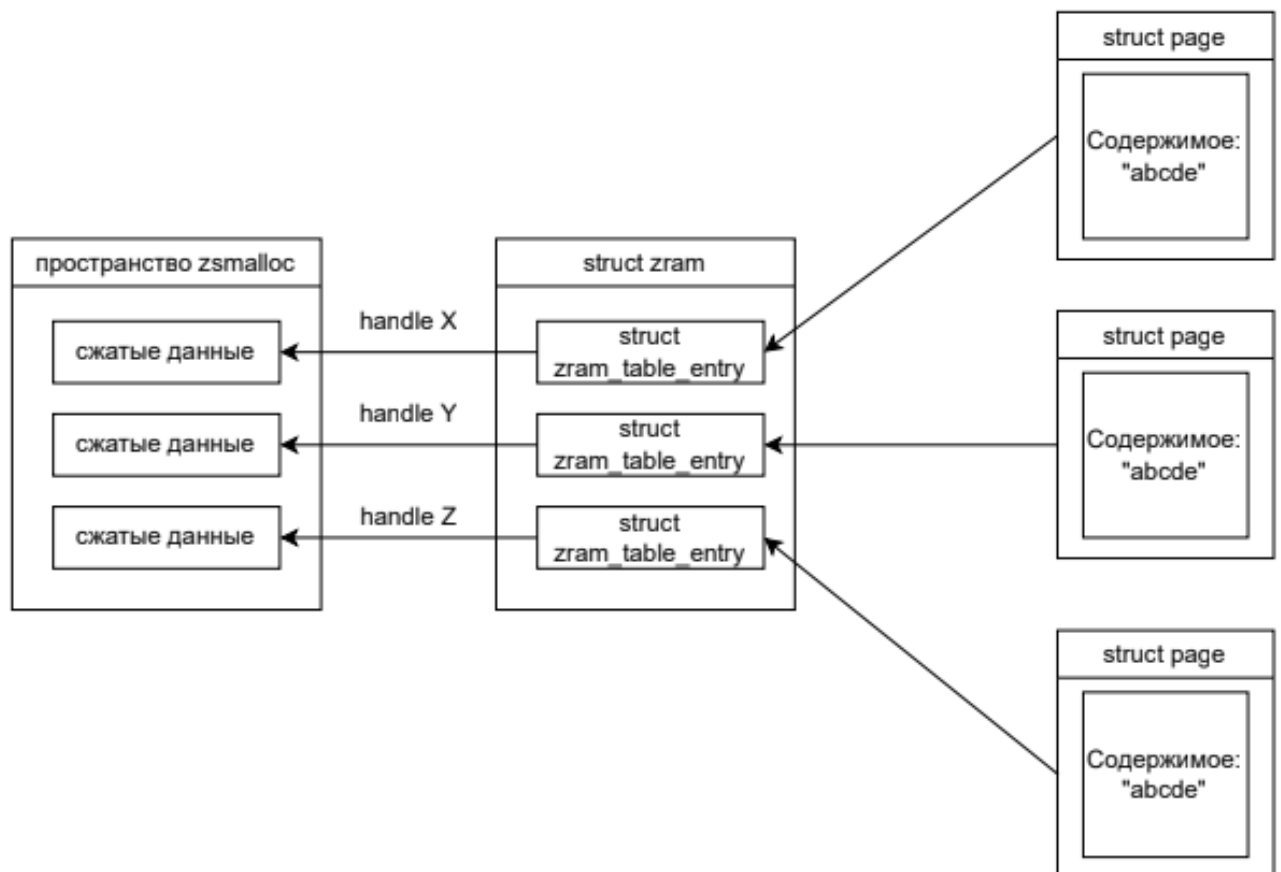 struct page
Содержимое:
"abcde"
пространство zsmalloc
struct zram
handle X
сжатые данные
struct
zram_table_entry
struct page
Содержимое:
"abcde"
handle Y
сжатые данные
struct
zram_table_entry
handle Z
сжатые данные
struct
zram_table_entry
struct page
Содержимое:
"abcde"